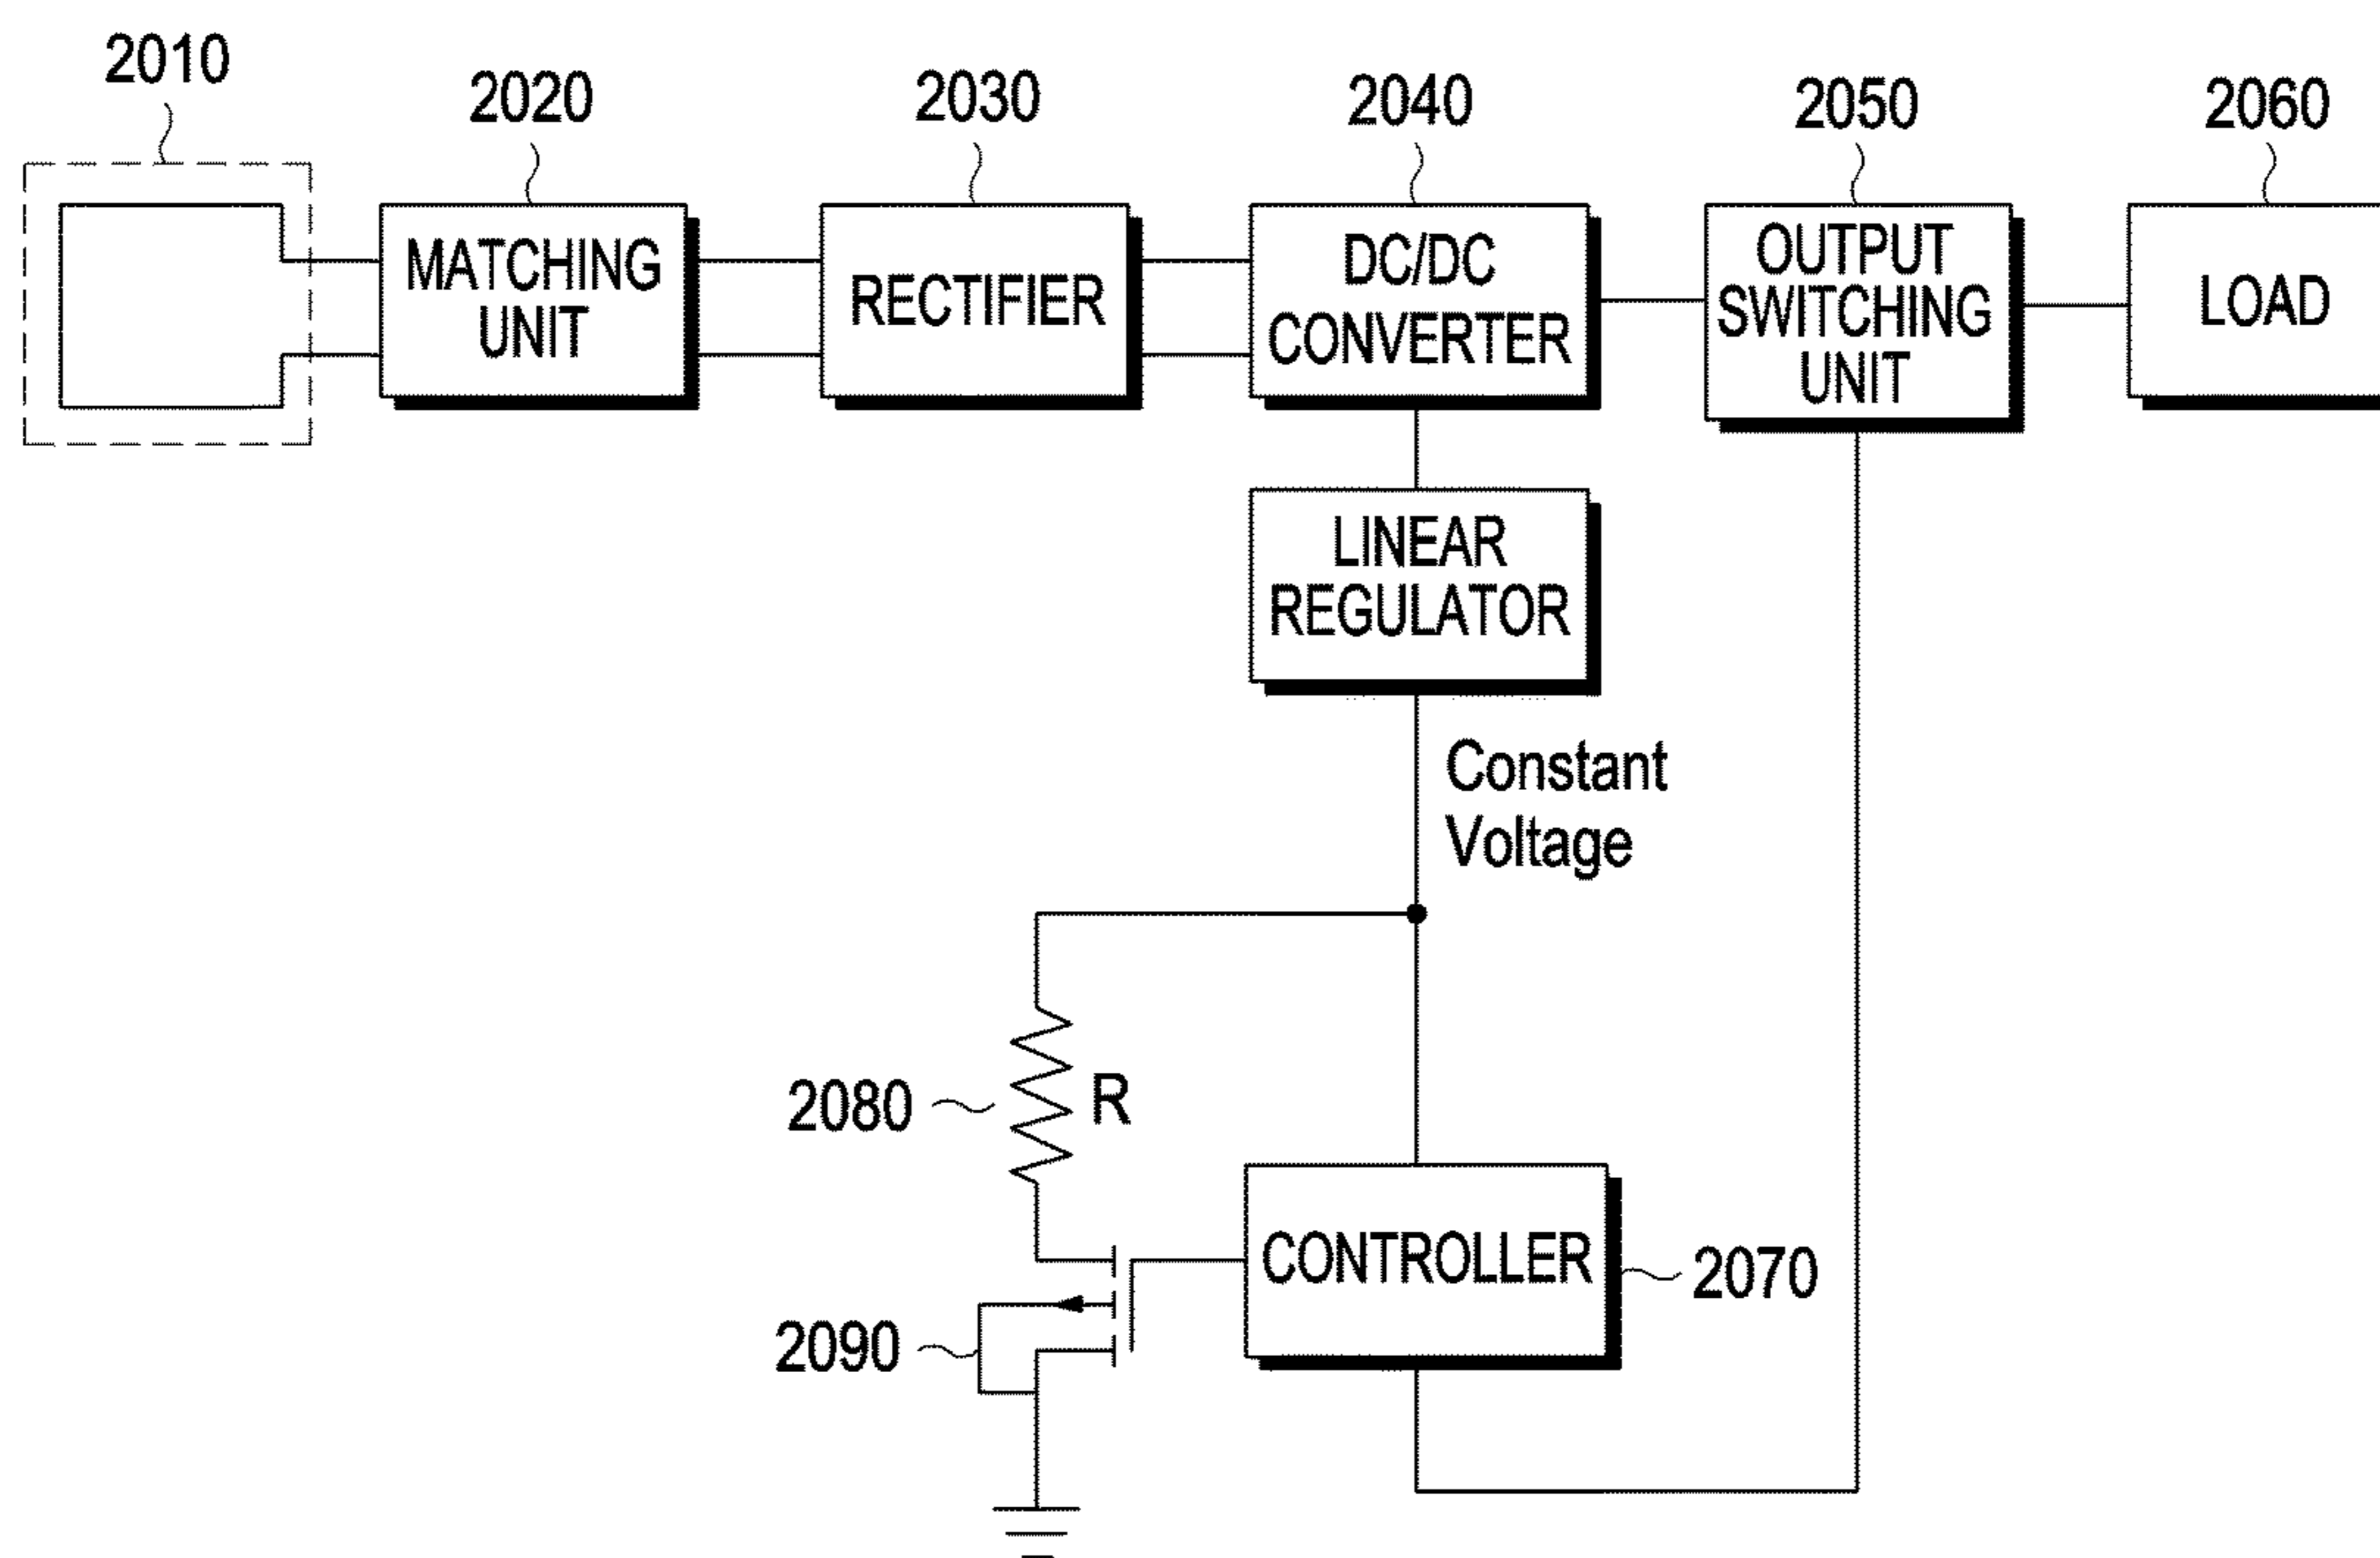 2010
2020
2030
2040
2050
2060
MATCHING
UNIT
RECTIFIER
DC/DC
CONVERTER
OUTPUT
SWITCHING
UNIT
LOAD
LINEAR
REGULATOR
Constant
Voltage
2080
R
CONTROLLER
2070
2090